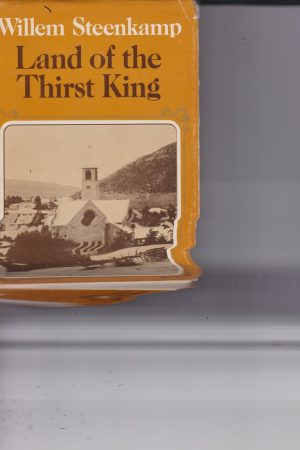 Willem Steenkamp
Land of the
Thirst King